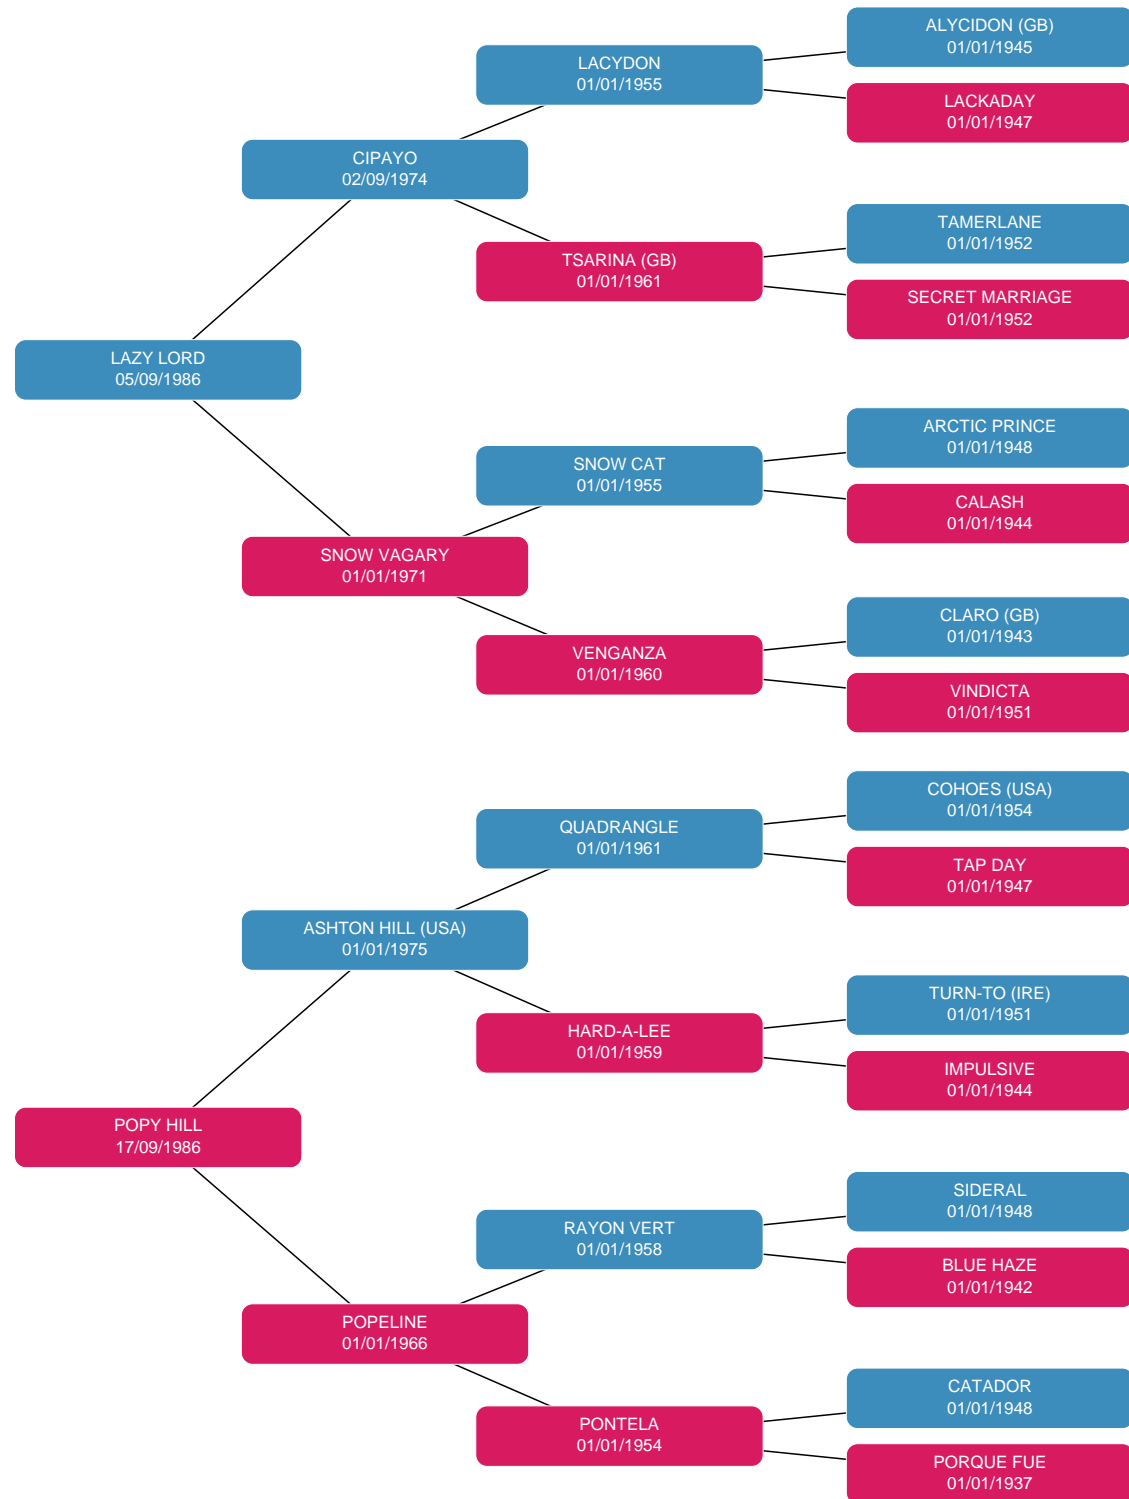 ALYCIDON (GB)
01/01/1945
LACYDON
01/01/1955
LACKADAY
01/01/1947
CIPAYO
02/09/1974
TAMERLANE
01/01/1952
TSARINA (GB)
01/01/1961
SECRET MARRIAGE
01/01/1952
LAZY LORD
05/09/1986
ARCTIC PRINCE
01/01/1948
SNOW CAT
01/01/1955
CALASH
01/01/1944
SNOW VAGARY
01/01/1971
CLARO (GB)
01/01/1943
VENGANZA
01/01/1960
VINDICTA
01/01/1951
COHOES (USA)
01/01/1954
QUADRANGLE
01/01/1961
TAP DAY
01/01/1947
ASHTON HILL (USA)
01/01/1975
TURN-TO (IRE)
01/01/1951
HARD-A-LEE
01/01/1959
IMPULSIVE
01/01/1944
POPY HILL
17/09/1986
SIDERAL
01/01/1948
RAYON VERT
01/01/1958
BLUE HAZE
01/01/1942
POPELINE
01/01/1966
CATADOR
01/01/1948
PONTELA
01/01/1954
PORQUE FUE
01/01/1937